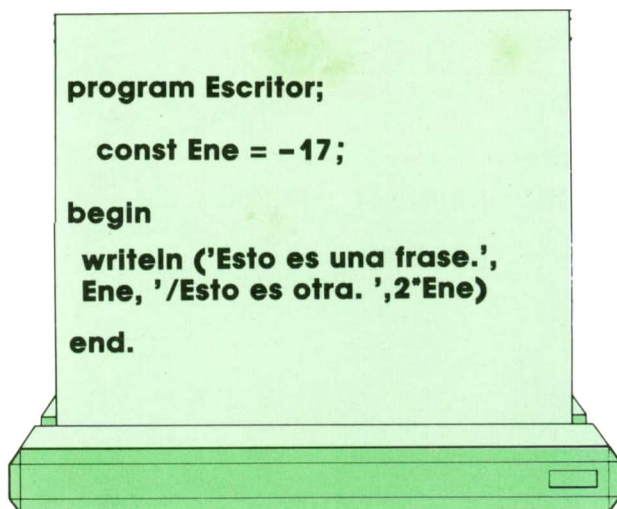 program Escritor;
const Ene = –17;
begin
writeln ('Esto es una frase.',
Ene, '/Esto es otra. ',2*Ene)
end.